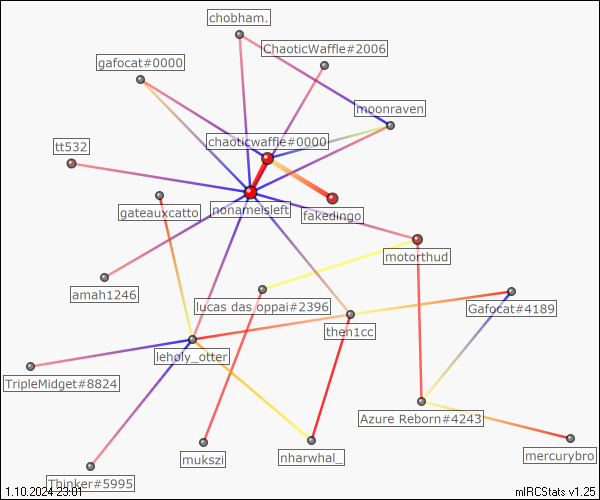 chobham.
ChaoticWaffle#2006
gafocat#0000
moonraven
chaoticwaffle#0000
tt532
nonameisleft
gateauxcatto
fakedingo
motorthud
amah1246
lucas das oppai#2396
Gafocat#4189
then1cc
leholy_otter
TripleMidget#8824
Azure Reborn#4243
mukszi
nharwhal_
mercurybro
Thinker#5995
1.10.2024 23:01
mIRCStats v1.25